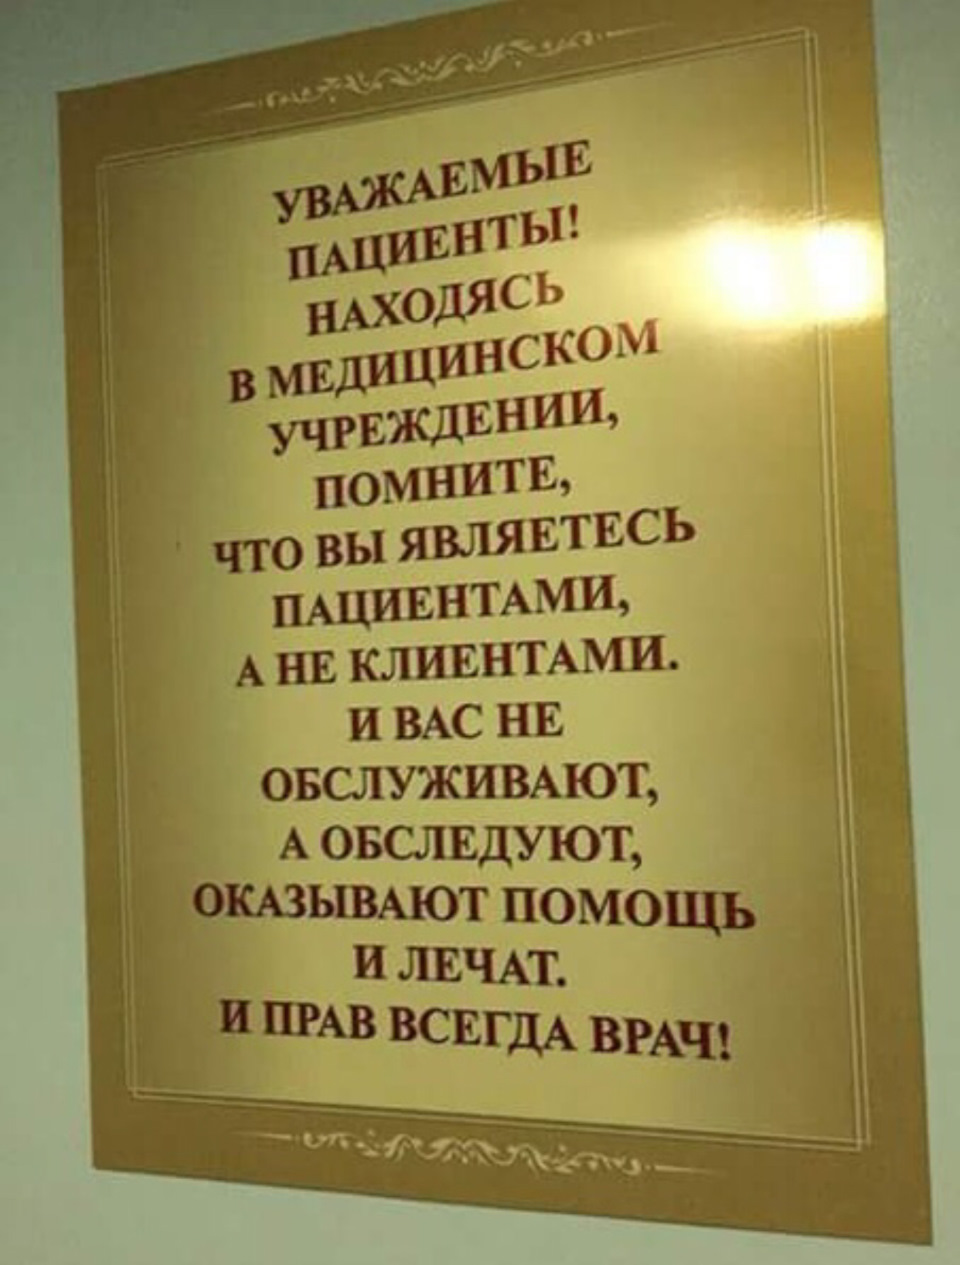 УВАЖАЕМЫЕ
ПАЦИЕНТЫ!
НАХОДЯСЬ
В МЕДИЦИНСКОМ
УЧРЕЖДЕНИИ,
ПОМНИТЕ,
ЧТО ВЫ ЯВЛЯЕТЕСЬ
ПАЦИЕНТАМИ,
А НЕ КЛИЕНТАМИ.
И ВАС НЕ
ОБСЛУЖИВАЮТ,
А ОБСЛЕДУЮТ,
ОКАЗЫВАЮТ ПОМОЩЬ
И ЛЕЧАТ.
И ПРАВ ВСЕГДА ВРАЧ!